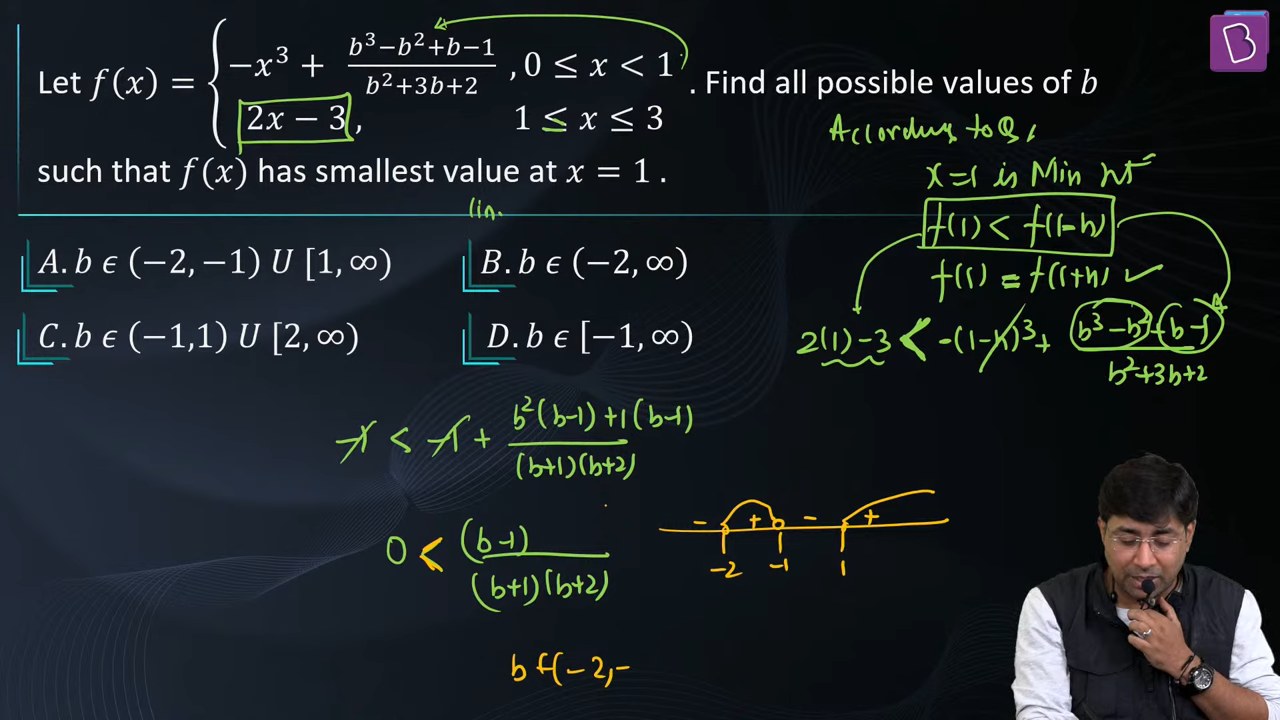 Let f(x) = { −x³ + (b³−b²+b−1)/(b²+3b+2) , 0 ≤ x < 1
2x − 3, 1 ≤ x ≤ 3 . Find all possible values of b
such that f(x) has smallest value at x = 1 .
According to Q,
x=1 is Min nt
(in.
f(1) < f(1-h)
A. b ϵ (−2, −1) U [1, ∞)
B. b ϵ (−2, ∞)
f(1) = f(1+h) ✓
C. b ϵ (−1,1) U [2, ∞)
D. b ϵ [−1, ∞)
2(1)-3 < -(1-h)³ + (b³-b²+b-1)/(b²+3b+2)
-1 < -1 + (b²(b-1)+1(b-1))/((b+1)(b+2))
0 < (b-1)/((b+1)(b+2))
- + - +
-2 -1 1
b ϵ (-2, -
B